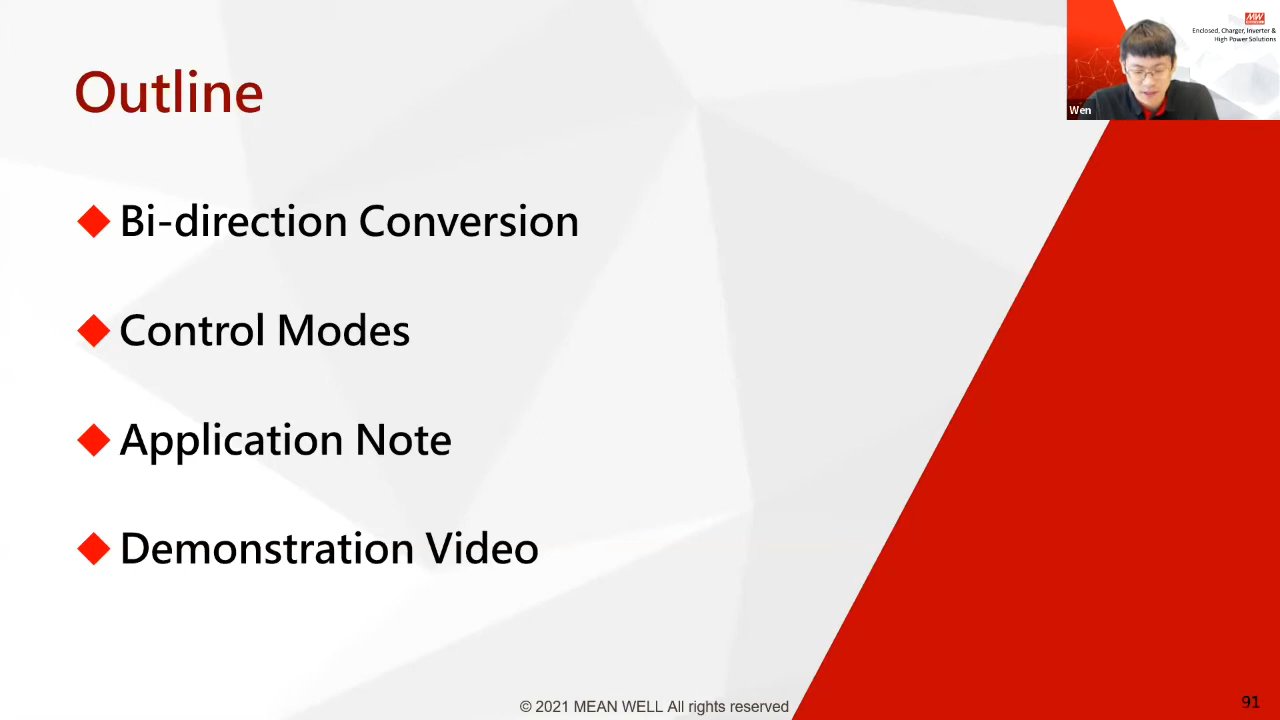 Outline
Bi-direction Conversion
Control Modes
Application Note
Demonstration Video
MW
Enclosed, Charger, Inverter &
High Power Solutions
Wen
© 2021 MEAN WELL All rights reserved
91